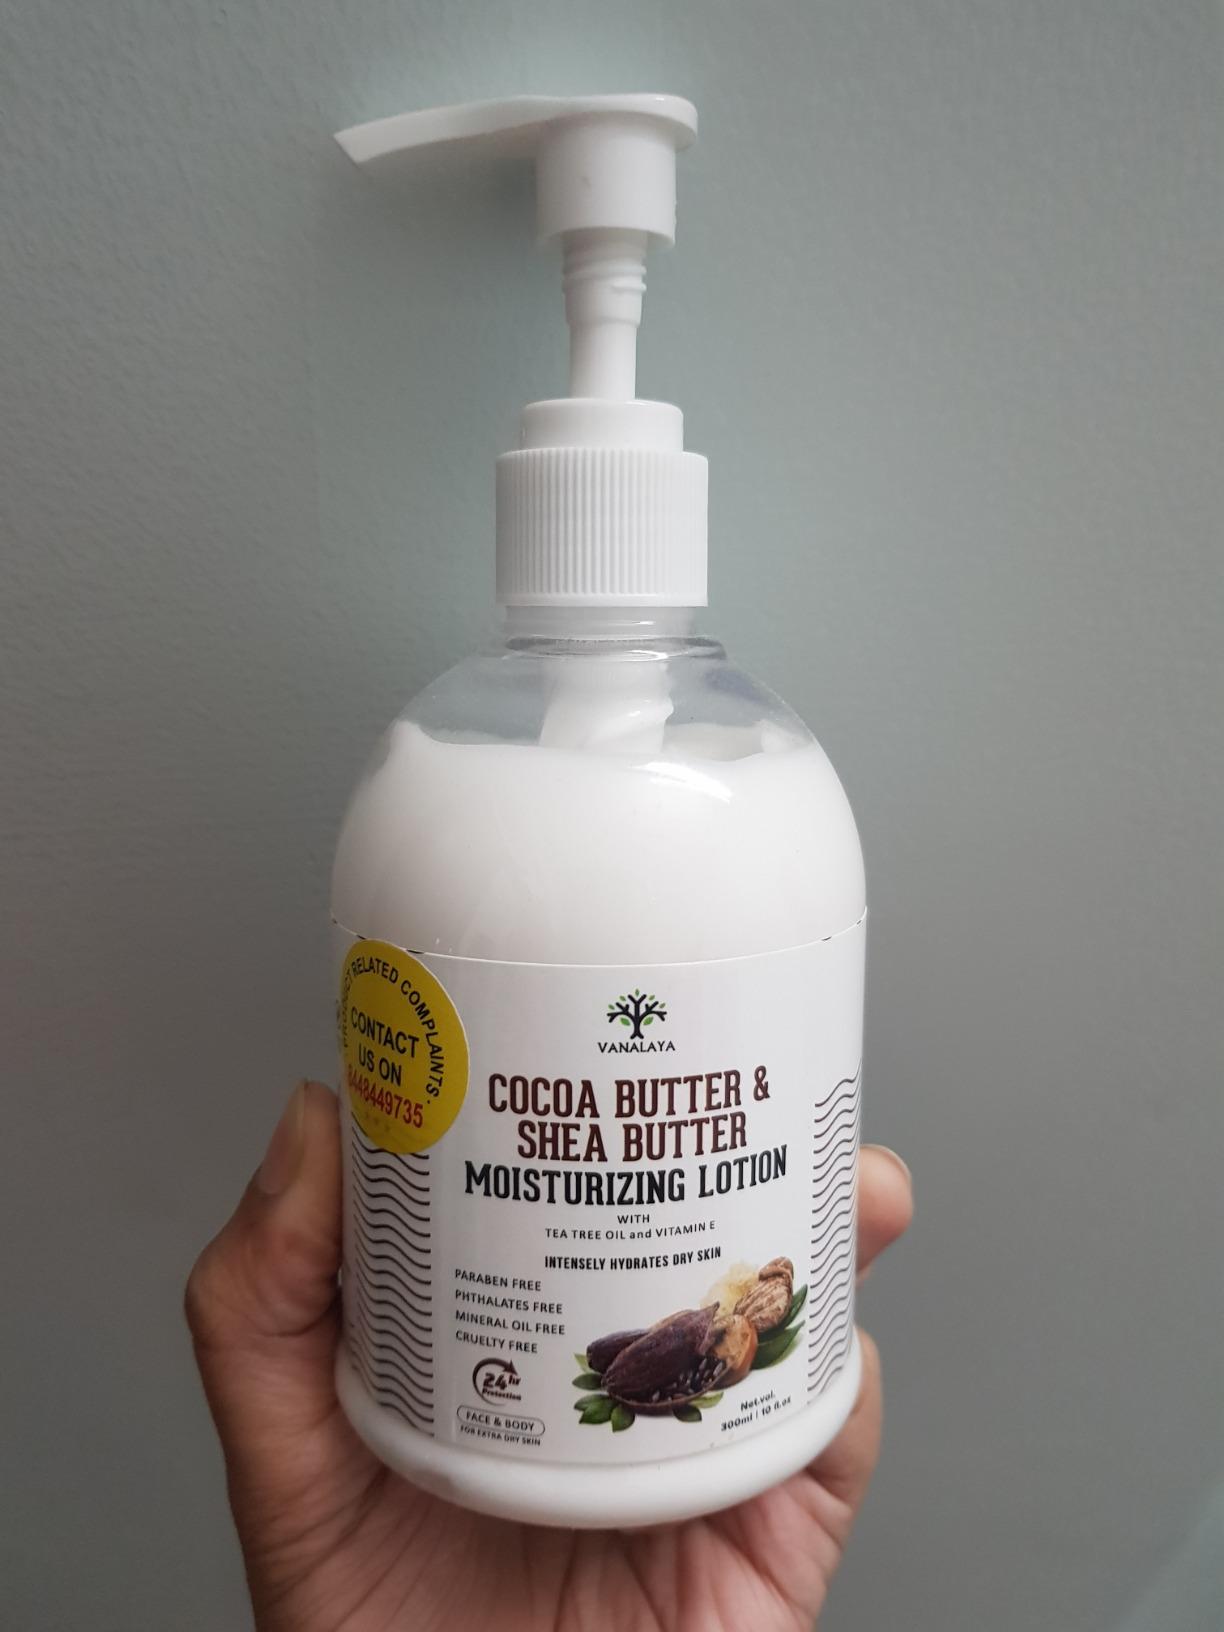 PRODUCT RELATED COMPLAINTS.
CONTACT
US ON
8448449735
VANALAYA
COCOA BUTTER &
SHEA BUTTER
MOISTURIZING LOTION
WITH
TEA TREE OIL and VITAMIN E
INTENSELY HYDRATES DRY SKIN
PARABEN FREE
PHTHALATES FREE
MINERAL OIL FREE
CRUELTY FREE
24hr
Protection
FACE & BODY
FOR EXTRA DRY SKIN
Net.vol.
300ml | 10 fl.oz